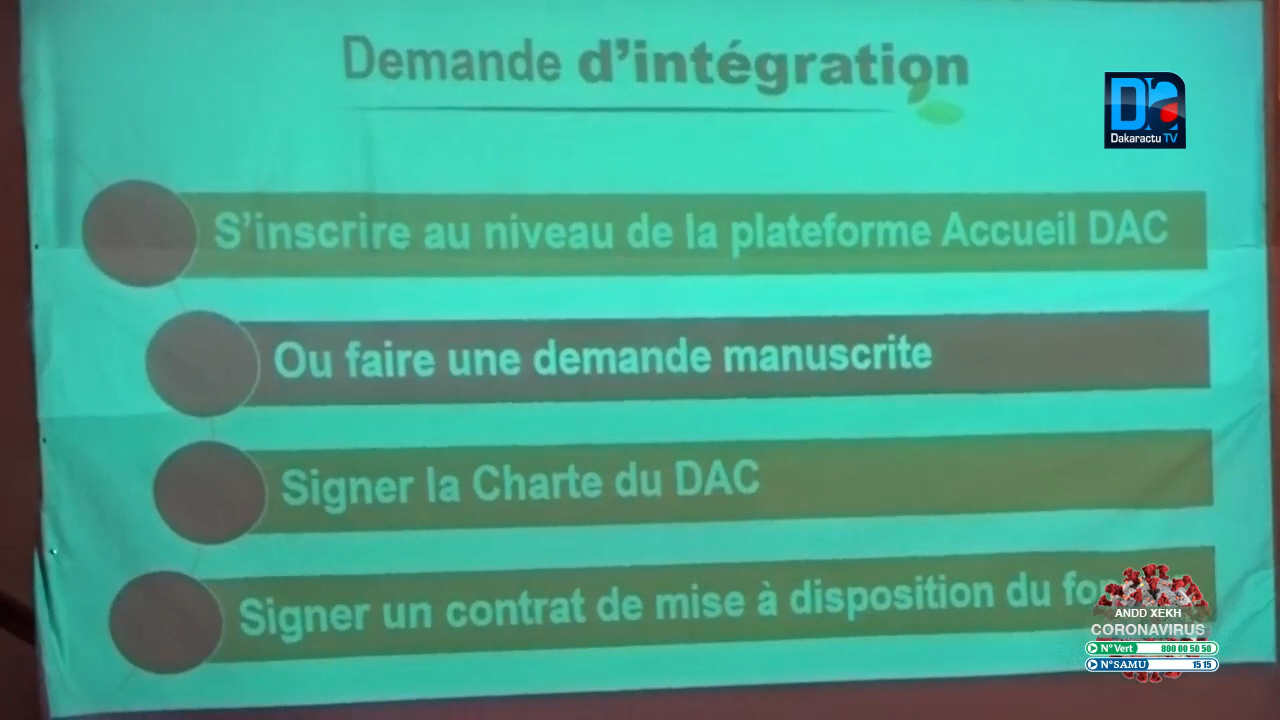 Demande d'intégration
Dakaractu TV
S'inscrire au niveau de la plateforme Accueil DAC
Ou faire une demande manuscrite
Signer la Charte du DAC
Signer un contrat de mise à disposition du
ANDD XEKH
CORONAVIRUS
N°Vert 800 00 50 50
N°SAMU 15 15